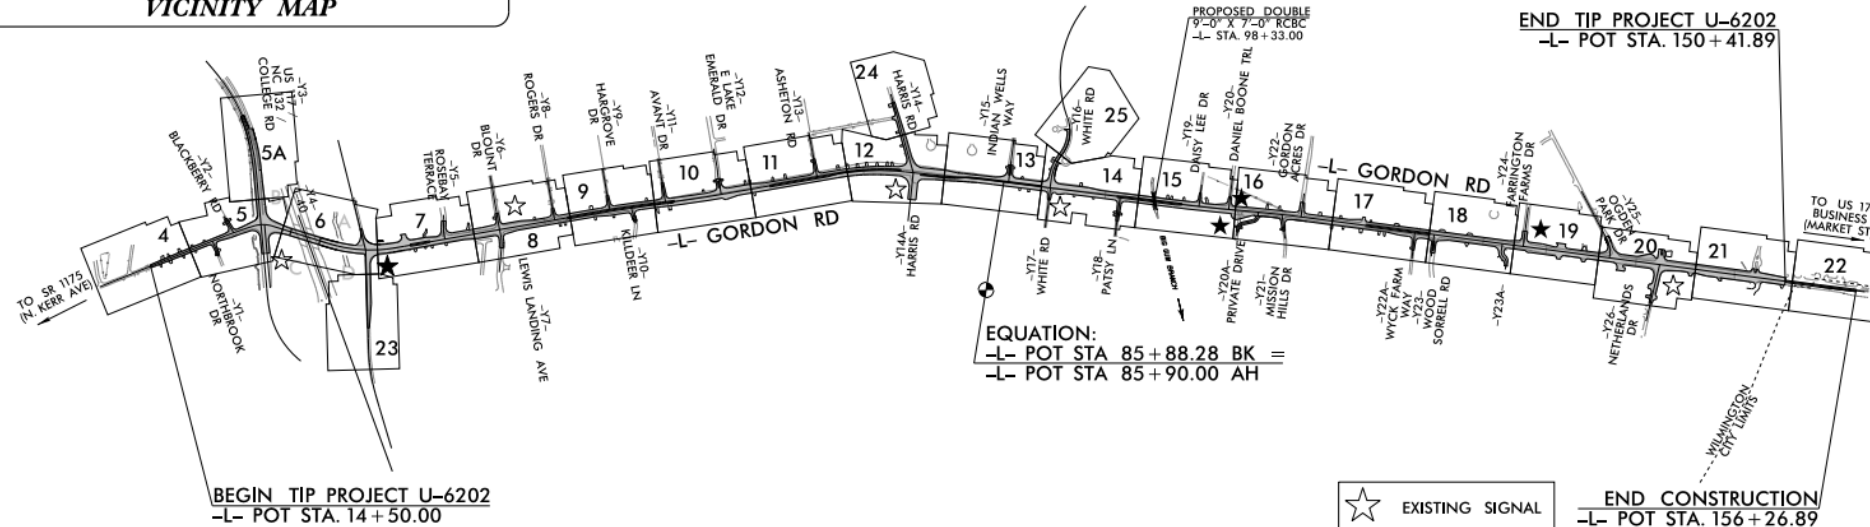 VICINITY MAP
PROPOSED DOUBLE
9'-0" X 7'-0" RCBC
-L- STA. 98+33.00
END TIP PROJECT U-6202
-L- POT STA. 150+41.89
-Y3-
US 117 /
NC 132 /
COLLEGE RD
5A
-Y2-
BLACKBERRY
RD
4
5
-Y4-
I-40
6
A
B
C
D
-Y5-
ROSEBAY
TERRACE
7
-Y6-
BLOUNT
DR
8
-Y8-
ROGERS DR
9
-Y9-
HARGROVE
DR
-Y11-
AVANT DR
10
-Y12-
E LAKE
EMERALD DR
11
-Y13-
ASHETON RD
12
24
-Y14-
HARRIS RD
-Y15-
INDIAN WELLS
WAY
13
-Y16-
WHITE RD
25
14
15
-Y19-
DAISY LEE DR
-Y20-
DANIEL BOONE TRL
16
-Y22-
GORDON
ACRES DR
-L- GORDON RD
17
18
C
-Y24-
FARRINGTON
FARMS DR
19
-Y25-
OGDEN
PARK DR
20
21
22
TO US 17
BUSINESS
(MARKET ST
TO SR 1175
(N. KERR AVE)
-Y1-
NORTHBROOK
DR
23
-Y7-
LEWIS LANDING AVE
-Y10-
KILLDEER LN
-L- GORDON RD
-Y14A-
HARRIS RD
-Y17-
WHITE RD
-Y18-
PATSY LN
-Y20A-
PRIVATE DRIVE
-Y21-
MISSION
HILLS DR
-Y22A-
WYCK FARM
WAY
-Y23-
WOOD
SORRELL RD
-Y23A-
-Y26-
NETHERLANDS
DR
WILMINGTON
CITY LIMITS
EQUATION:
-L- POT STA 85+88.28 BK =
-L- POT STA 85+90.00 AH
BEGIN TIP PROJECT U-6202
-L- POT STA. 14+50.00
EXISTING SIGNAL
END CONSTRUCTION
-L- POT STA. 156+26.89